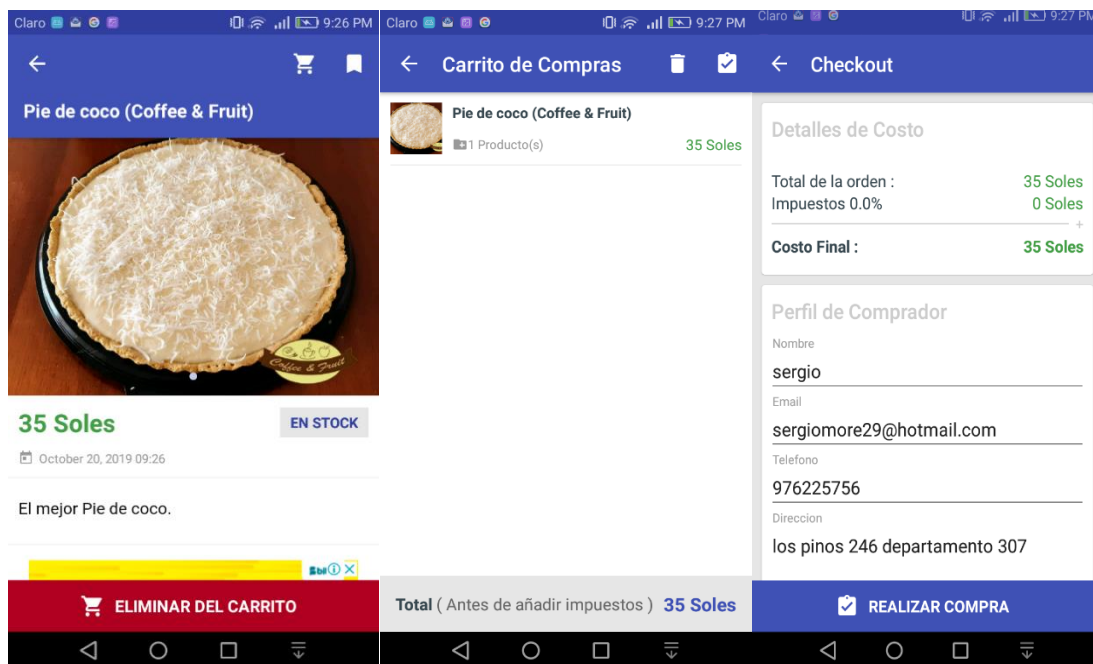 Claro 9:26 PM
Pie de coco (Coffee & Fruit)
Coffee & Fruit
35 Soles
EN STOCK
October 20, 2019 09:26
El mejor Pie de coco.
ELIMINAR DEL CARRITO
Claro 9:27 PM
Carrito de Compras
Pie de coco (Coffee & Fruit)
1 Producto(s) 35 Soles
Total ( Antes de añadir impuestos ) 35 Soles
Claro 9:27 PM
Checkout
Detalles de Costo
Total de la orden : 35 Soles
Impuestos 0.0% 0 Soles
+
Costo Final : 35 Soles
Perfil de Comprador
Nombre
sergio
Email
sergiomore29@hotmail.com
Telefono
976225756
Direccion
los pinos 246 departamento 307
REALIZAR COMPRA